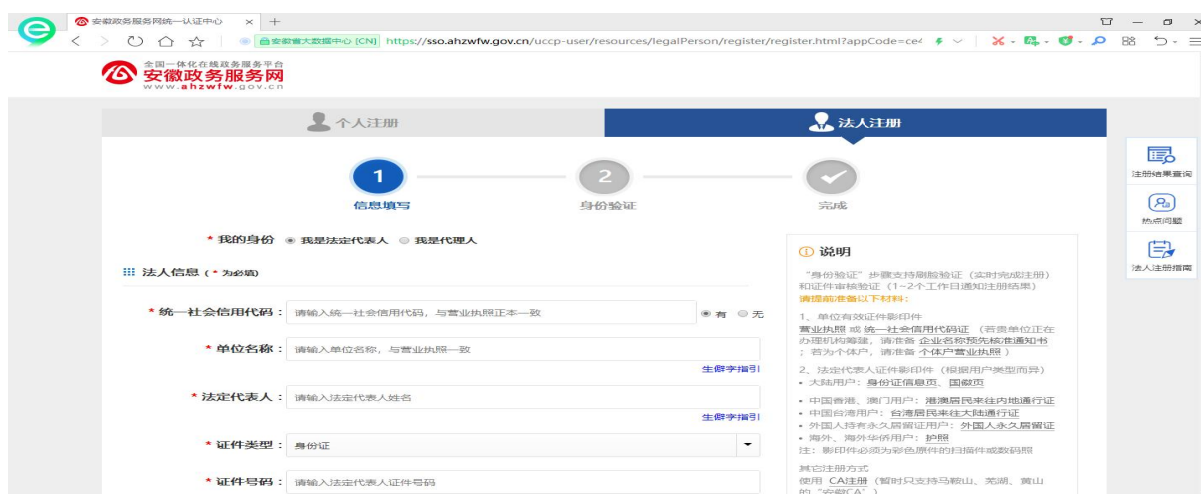 安徽政务服务网统一认证中心
安徽省大数据中心 [CN] https://sso.ahzwfw.gov.cn/uccp-user/resources/legalPerson/register/register.html?appCode=ce4
全国一体化在线政务服务平台
安徽政务服务网
www.ahzwfw.gov.cn
个人注册
法人注册
1
2
信息填写
身份验证
完成
注册结果查询
热点问题
法人注册指南
* 我的身份 我是法定代表人 我是代理人
法人信息 ( * 为必填)
* 统一社会信用代码： 请输入统一社会信用代码，与营业执照正本一致 有 无
* 单位名称： 请输入单位名称，与营业执照一致
生僻字指引
* 法定代表人： 请输入法定代表人姓名
生僻字指引
* 证件类型： 身份证
* 证件号码： 请输入法定代表人证件号码
说明
“身份验证”步骤支持刷脸验证（实时完成注册）
和证件审核验证（1~2个工作日通知注册结果）
请提前准备以下材料：
1、单位有效证件影印件
营业执照 或 统一社会信用代码证 （若贵单位正在
办理机构筹建，请准备 企业名称预先核准通知书
；若为个体户，请准备 个体户营业执照 ）
2、法定代表人证件影印件（根据用户类型而异）
• 大陆用户：身份证信息页、国徽页
• 中国香港、澳门用户：港澳居民来往内地通行证
• 中国台湾用户：台湾居民来往大陆通行证
• 外国人持有永久居留证用户：外国人永久居留证
• 海外、海外华侨用户：护照
注：影印件必须为彩色原件的扫描件或数码照
其它注册方式
使用 CA注册（暂时只支持马鞍山、芜湖、黄山
的“安徽CA”）